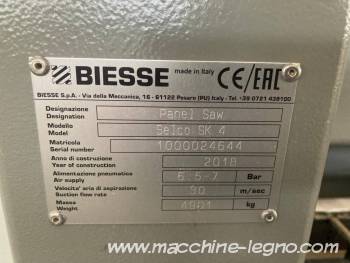 BIESSE made in Italy CE/EAC
BIESSE S.p.A. - Via della Meccanica, 16 - 61122 Pesaro (PU) Italy - Tel. +39 0721 439100
Designazione
Designation
Panel Saw
Modello
Model
Selco SK 4
Matricola
Serial number
1000024644
Anno di costruzione
Year of construction
2018
Alimentazione pneumatica
Air supply
6.5-7 Bar
Velocita' aria di aspirazione
Suction flow rate
30 m/sec
Massa
Weight
4901 kg
www.macchine-legno.com